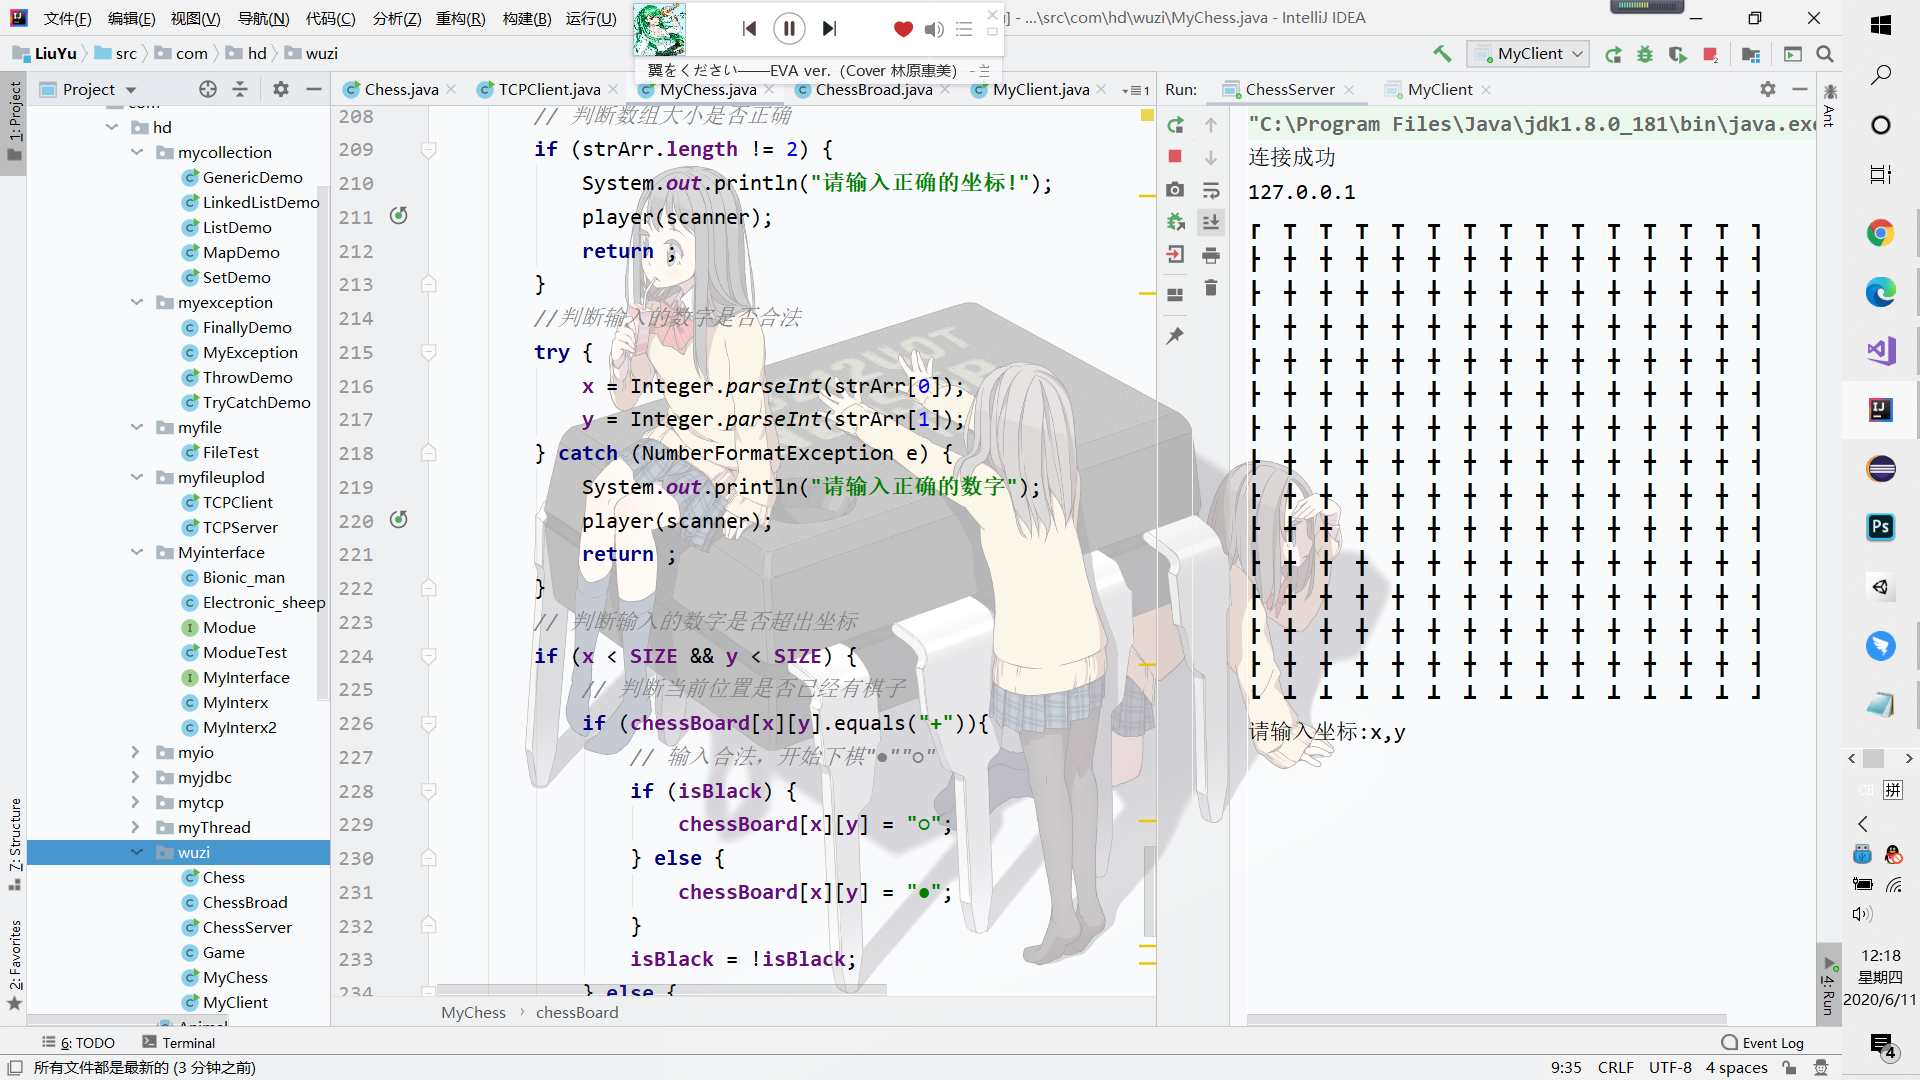 文件(F) 编辑(E) 视图(V) 导航(N) 代码(C) 分析(Z) 重构(R) 构建(B) 运行(U) ] - ...\src\com\hd\wuzi\MyChess.java - IntelliJ IDEA
翼をください——EVA ver.（Cover 林原惠美） -
LiuYu src com hd wuzi
MyClient
Project
Chess.java TCPClient.java MyChess.java ChessBroad.java MyClient.java
Run: ChessServer MyClient
1: Project
7: Structure
2: Favorites
Ant
4: Run
hd
mycollection
GenericDemo
LinkedListDemo
ListDemo
MapDemo
SetDemo
myexception
FinallyDemo
MyException
ThrowDemo
TryCatchDemo
myfile
FileTest
myfileuplod
TCPClient
TCPServer
Myinterface
Bionic_man
Electronic_sheep
Modue
ModueTest
MyInterface
MyInterx
MyInterx2
myio
myjdbc
mytcp
myThread
wuzi
Chess
ChessBroad
ChessServer
Game
MyChess
MyClient
208 // 判断数组大小是否正确
209 if (strArr.length != 2) {
210 System.out.println("请输入正确的坐标!");
211 player(scanner);
212 return ;
213 }
214 //判断输入的数字是否合法
215 try {
216 x = Integer.parseInt(strArr[0]);
217 y = Integer.parseInt(strArr[1]);
218 } catch (NumberFormatException e) {
219 System.out.println("请输入正确的数字");
220 player(scanner);
221 return ;
222 }
223 // 判断输入的数字是否超出坐标
224 if (x < SIZE && y < SIZE) {
225 // 判断当前位置是否已经有棋子
226 if (chessBoard[x][y].equals("+")){
227 // 输入合法，开始下棋"●""○"
228 if (isBlack) {
229 chessBoard[x][y] = "○";
230 } else {
231 chessBoard[x][y] = "●";
232 }
233 isBlack = !isBlack;
234 } else {
MyChess › chessBoard
"C:\Program Files\Java\jdk1.8.0_181\bin\java.exe
连接成功
127.0.0.1
请输入坐标:x,y
6: TODO Terminal Event Log
所有文件都是最新的 (3 分钟之前) 9:35 CRLF UTF-8 4 spaces
Ps
拼
12:18
星期四
2020/6/11
4